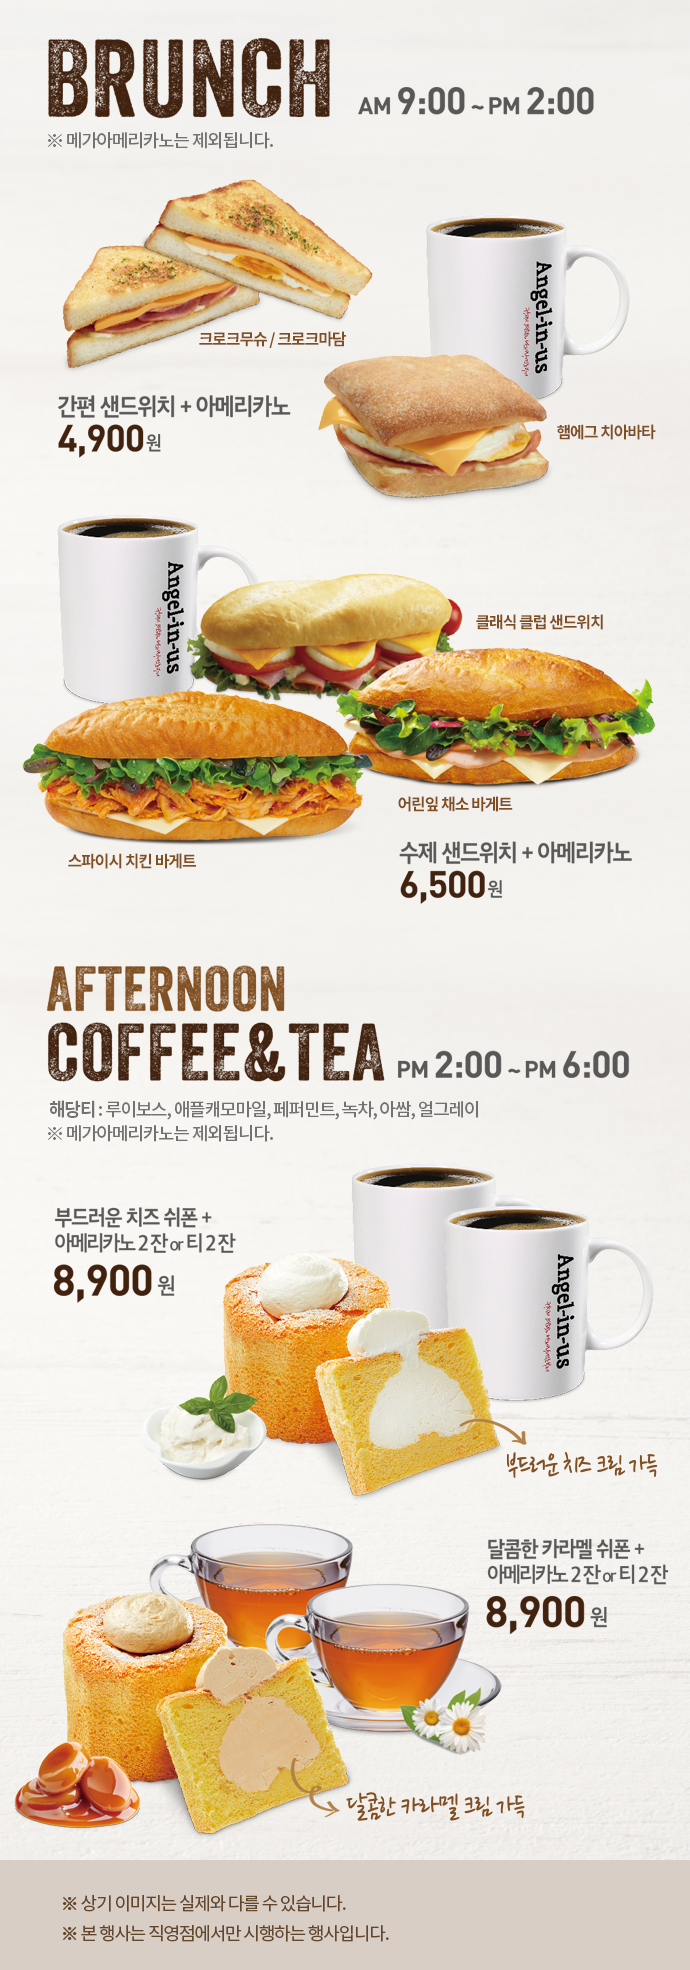 BRUNCH AM 9:00 ~ PM 2:00
※ 메가아메리카노는 제외됩니다.
Angel-in-us
크로크무슈 / 크로크마담
간편 샌드위치 + 아메리카노
4,900원
햄에그 치아바타
Angel-in-us
클래식 클럽 샌드위치
어린잎 채소 바게트
스파이시 치킨 바게트
수제 샌드위치 + 아메리카노
6,500원
AFTERNOON
COFFEE&TEA PM 2:00 ~ PM 6:00
해당티 : 루이보스, 애플캐모마일, 페퍼민트, 녹차, 아쌈, 얼그레이
※ 메가아메리카노는 제외됩니다.
부드러운 치즈 쉬폰 +
아메리카노 2잔 or 티 2잔
8,900 원
Angel-in-us
부드러운 치즈 크림 가득
달콤한 카라멜 쉬폰 +
아메리카노 2잔 or 티 2잔
8,900 원
달콤한 카라멜 크림 가득
※ 상기 이미지는 실제와 다를 수 있습니다.
※ 본 행사는 직영점에서만 시행하는 행사입니다.